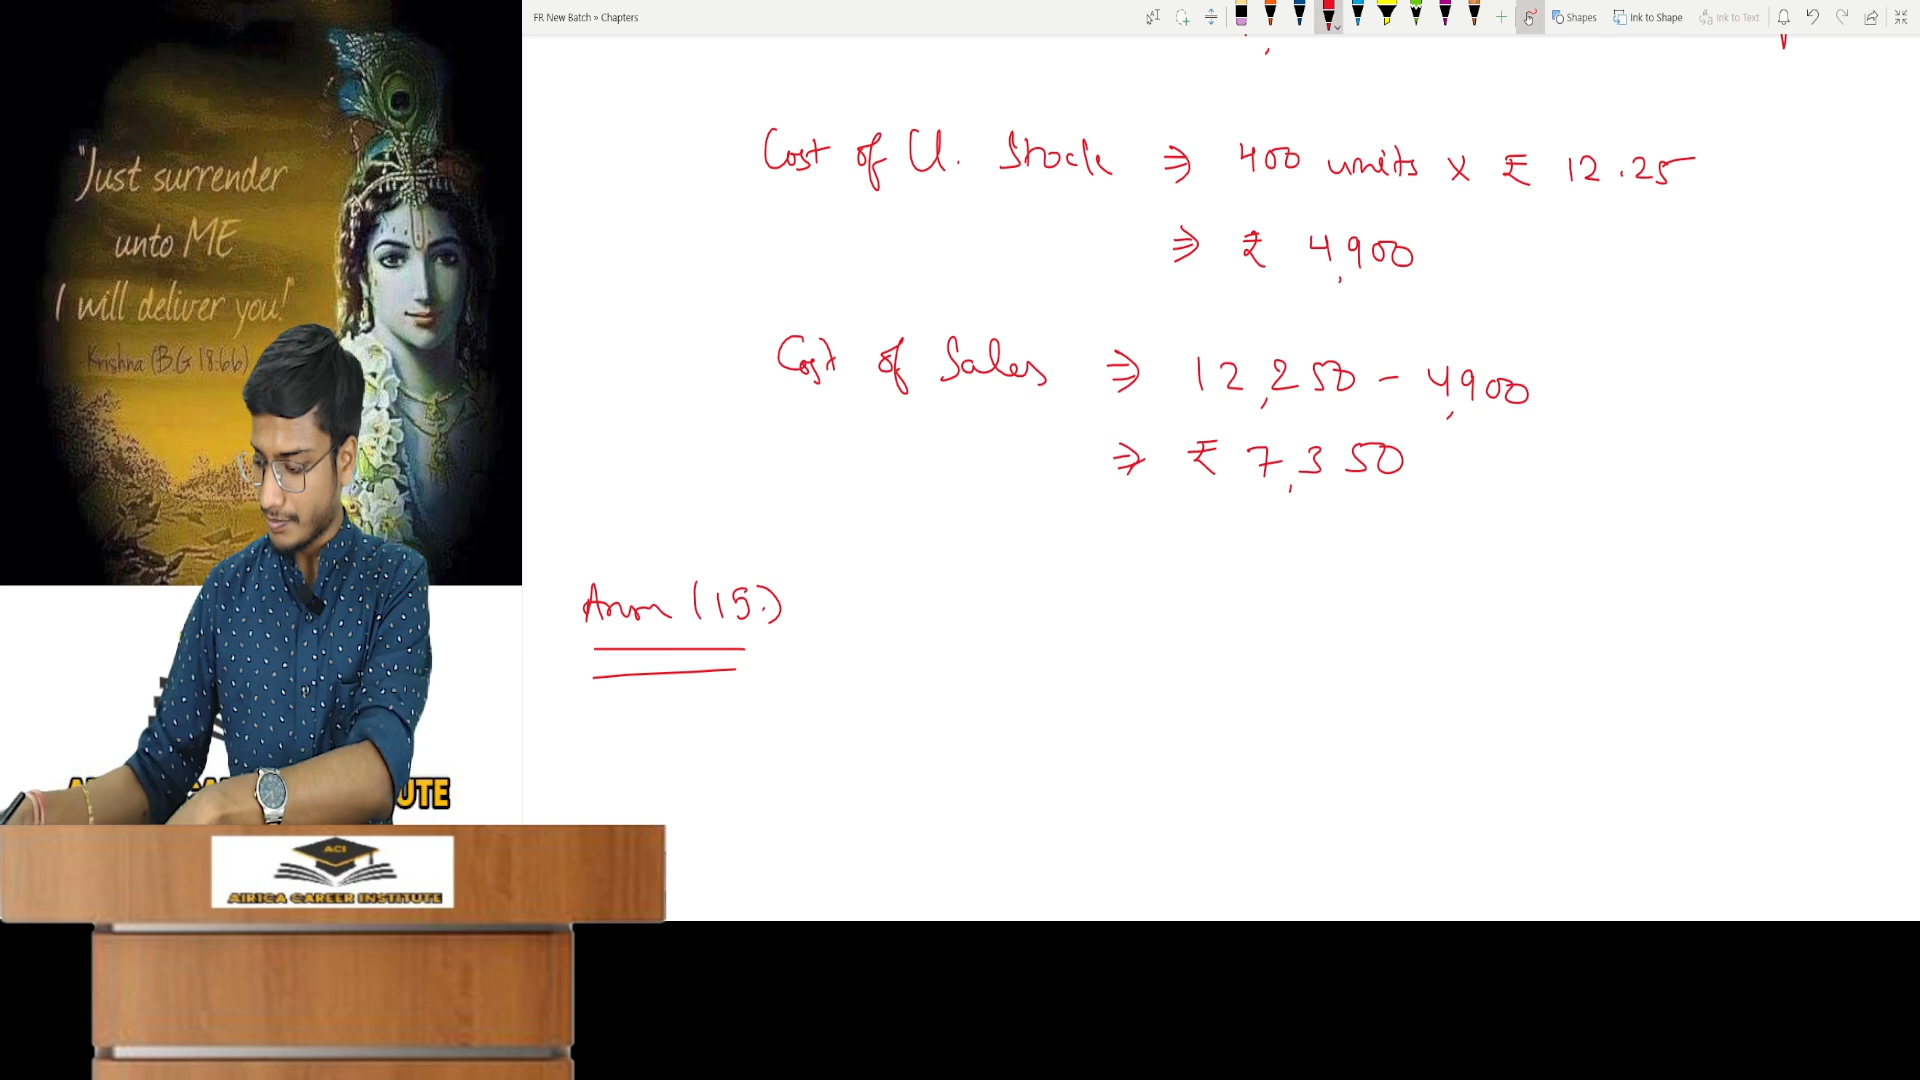 FR New Batch » Chapters
Shapes
Ink to Shape
Ink to Text
"Just surrender
unto ME
I will deliver you!"
-Krishna (B.G 18:66)
Cost of Cl. Stock ⇒ 400 units x ₹ 12.25
⇒ ₹ 4,900
Cost of Sales ⇒ 12,250 - 4,900
⇒ ₹ 7,350
(15.)
UTE
ACI
AIRICA CAREER INSTITUTE